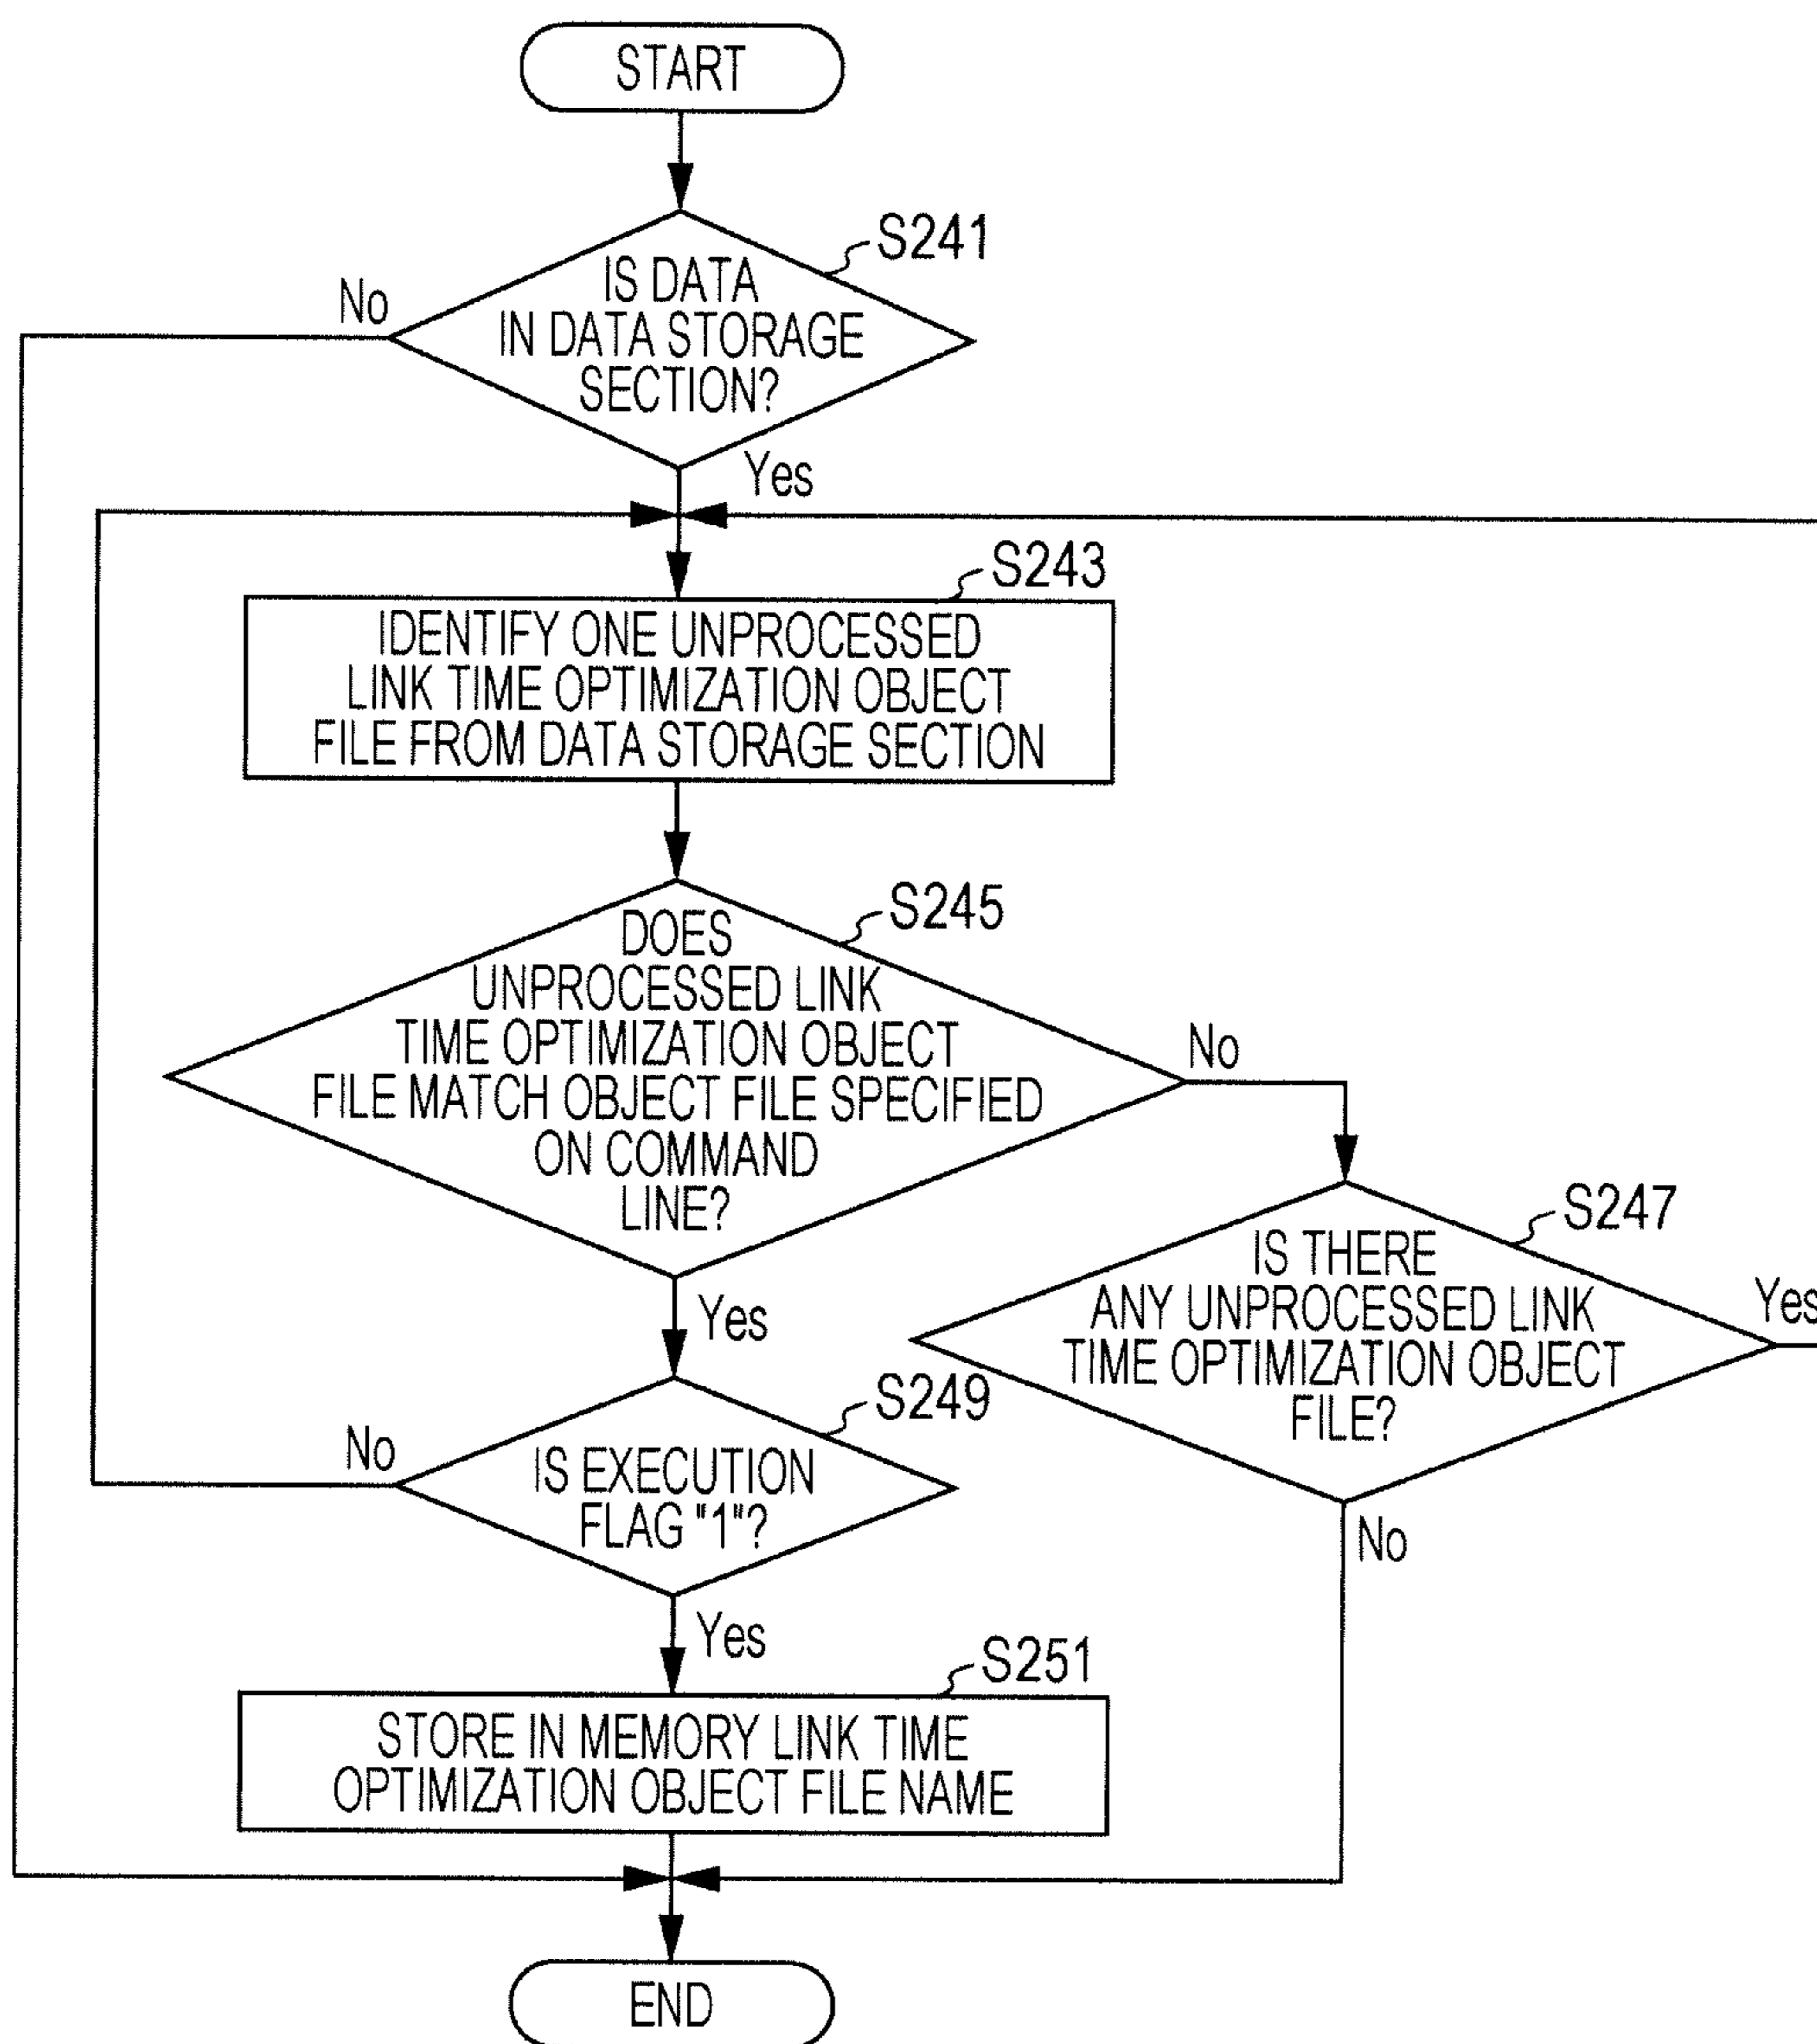 START
S241
IS DATA
IN DATA STORAGE
SECTION?
No
Yes
S243
IDENTIFY ONE UNPROCESSED
LINK TIME OPTIMIZATION OBJECT
FILE FROM DATA STORAGE SECTION
S245
DOES
UNPROCESSED LINK
TIME OPTIMIZATION OBJECT
FILE MATCH OBJECT FILE SPECIFIED
ON COMMAND
LINE?
No
Yes
S247
IS THERE
ANY UNPROCESSED LINK
TIME OPTIMIZATION OBJECT
FILE?
Yes
No
S249
IS EXECUTION
FLAG "1"?
No
Yes
S251
STORE IN MEMORY LINK TIME
OPTIMIZATION OBJECT FILE NAME
END